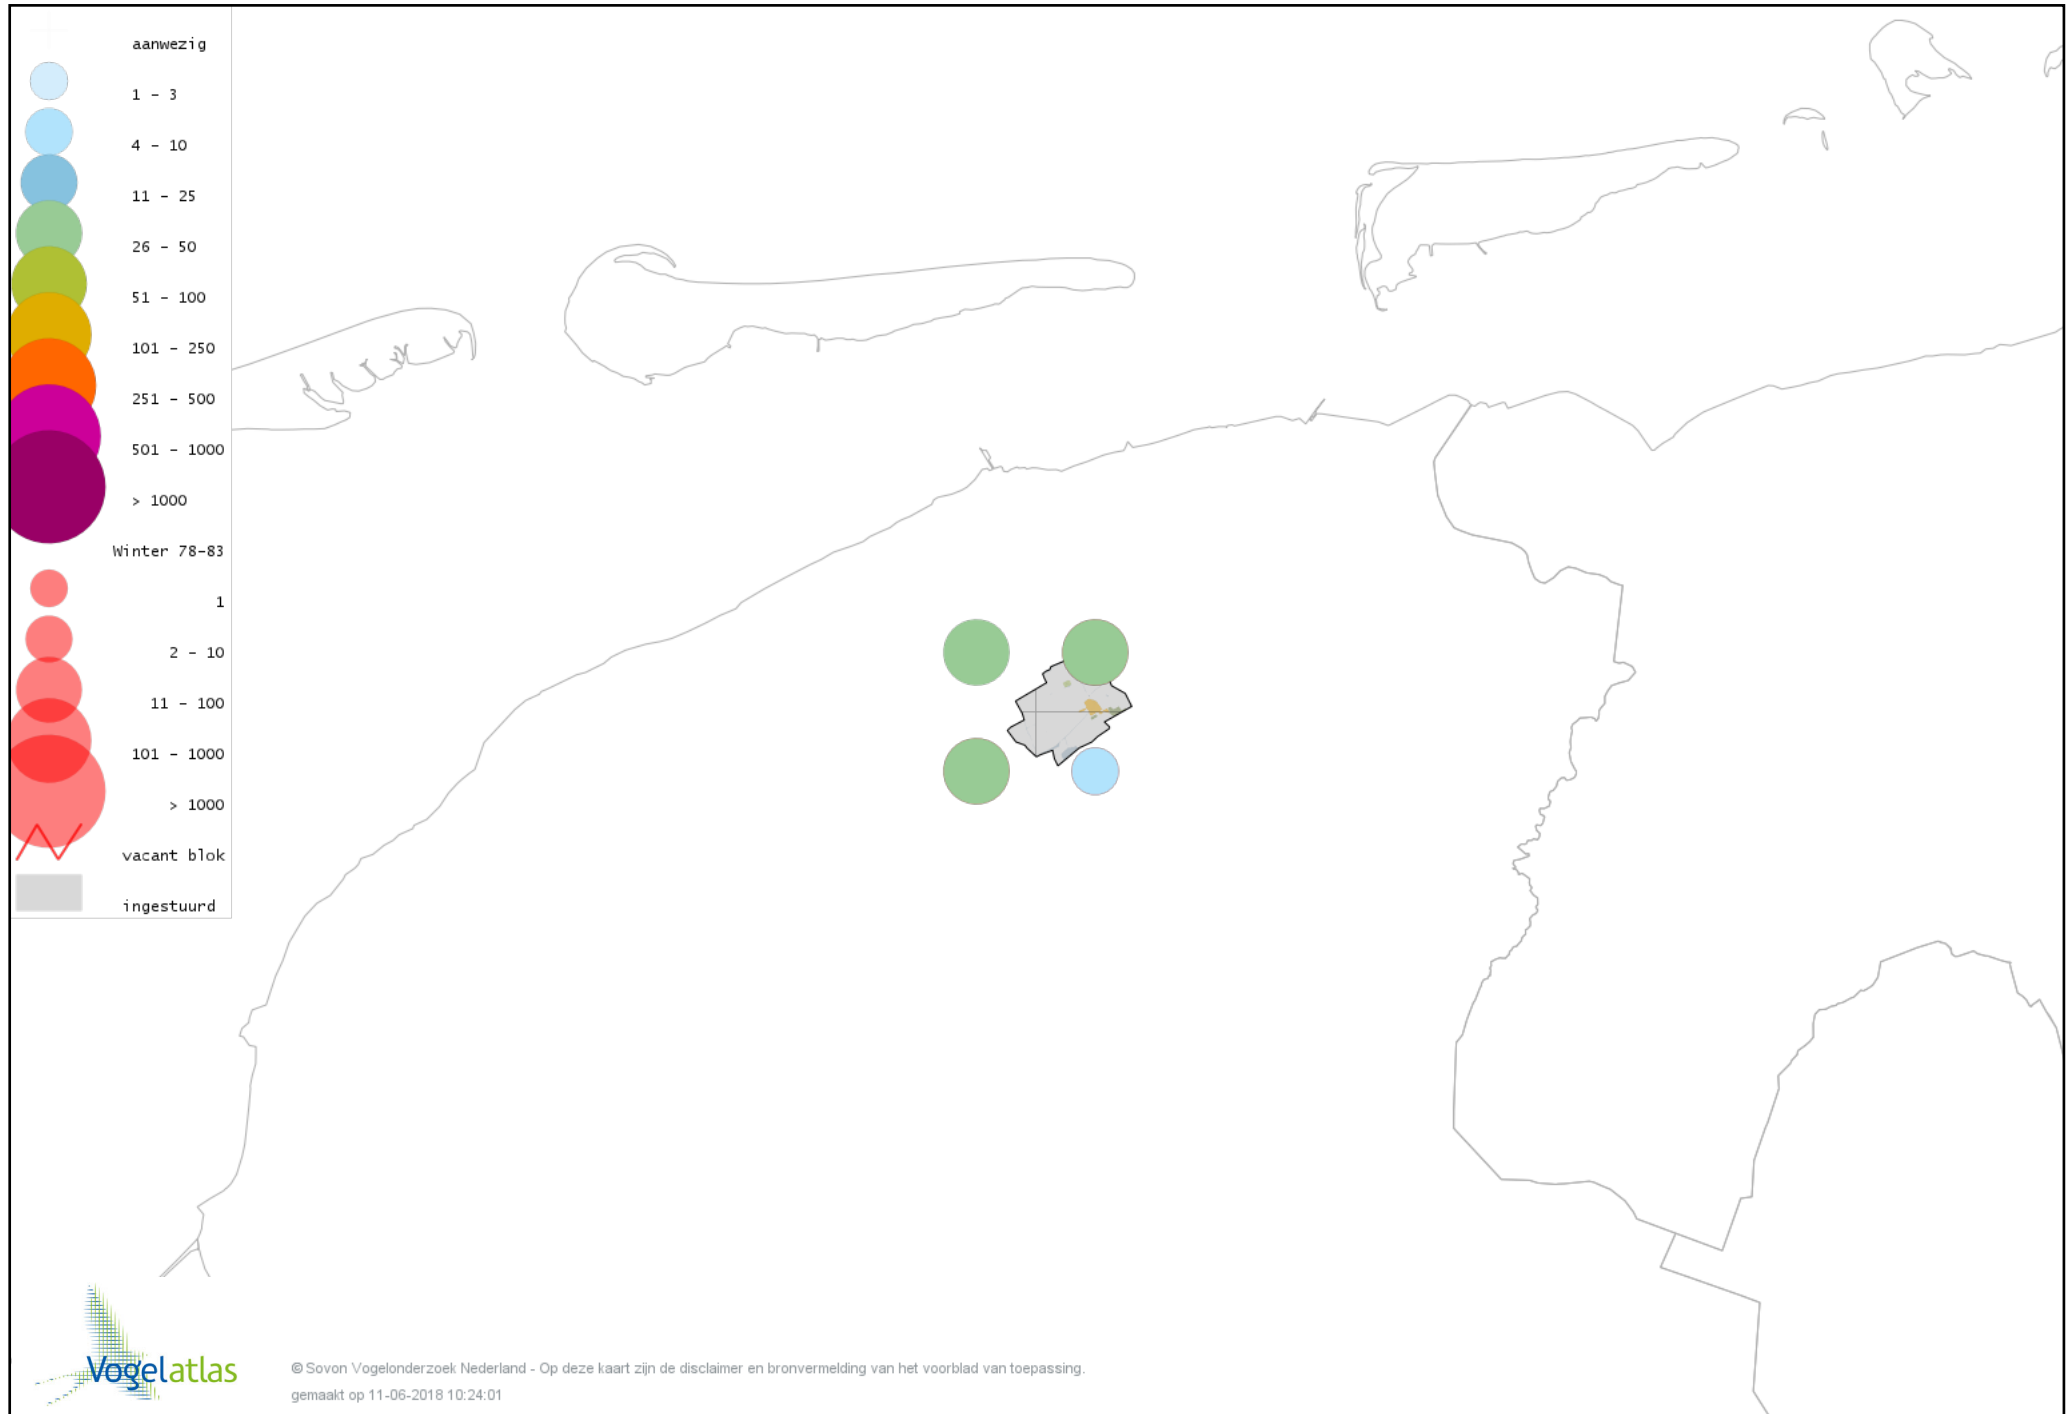 aanwezig
1 - 3
4 - 10
11 - 25
26 - 50
51 - 100
101 - 250
251 - 500
501 - 1000
> 1000
Winter 78-83
1
2 - 10
11 - 100
101 - 1000
> 1000
vacant blok
ingestuurd
Vogelatlas
© Sovon Vogelonderzoek Nederland - Op deze kaart zijn de disclaimer en bronvermelding van het voorblad van toepassing.
gemaakt op 11-06-2018 10:24:01